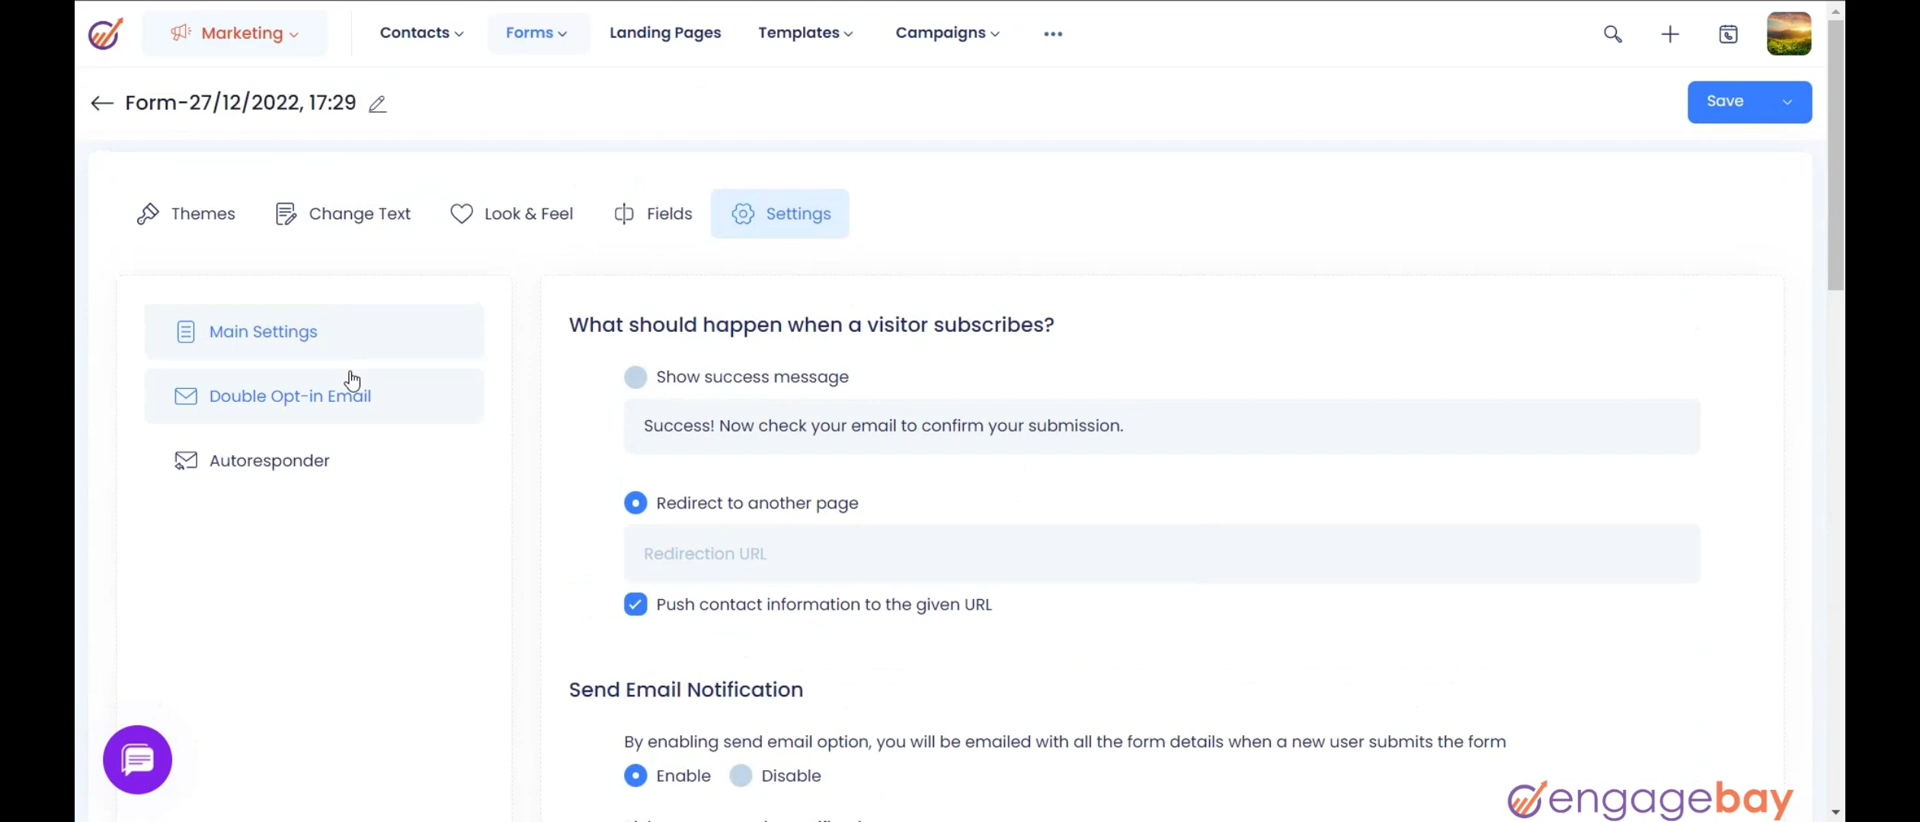 Marketing
Contacts
Forms
Landing Pages
Templates
Campaigns
Form-27/12/2022, 17:29
Save
Themes
Change Text
Look & Feel
Fields
Settings
Main Settings
Double Opt-in Email
Autoresponder
What should happen when a visitor subscribes?
Show success message
Success! Now check your email to confirm your submission.
Redirect to another page
Redirection URL
Push contact information to the given URL
Send Email Notification
By enabling send email option, you will be emailed with all the form details when a new user submits the form
Enable
Disable
engagebay